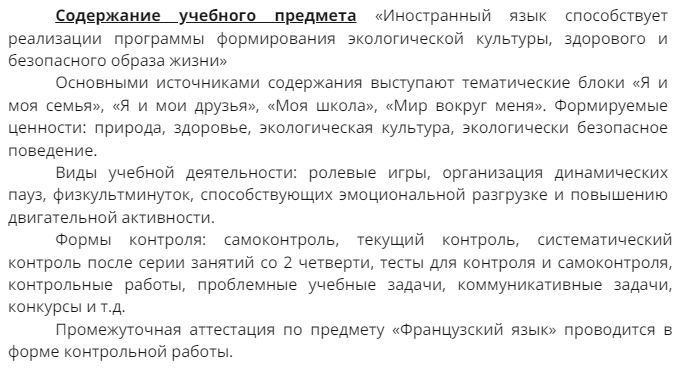 Содержание учебного предмета «Иностранный язык способствует
реализации программы формирования экологической культуры, здорового и
безопасного образа жизни»
Основными источниками содержания выступают тематические блоки «Я и
моя семья», «Я и мои друзья», «Моя школа», «Мир вокруг меня». Формируемые
ценности: природа, здоровье, экологическая культура, экологически безопасное
поведение.
Виды учебной деятельности: ролевые игры, организация динамических
пауз, физкультминуток, способствующих эмоциональной разгрузке и повышению
двигательной активности.
Формы контроля: самоконтроль, текущий контроль, систематический
контроль после серии занятий со 2 четверти, тесты для контроля и самоконтроля,
контрольные работы, проблемные учебные задачи, коммуникативные задачи,
конкурсы и т.д.
Промежуточная аттестация по предмету «Французский язык» проводится в
форме контрольной работы.